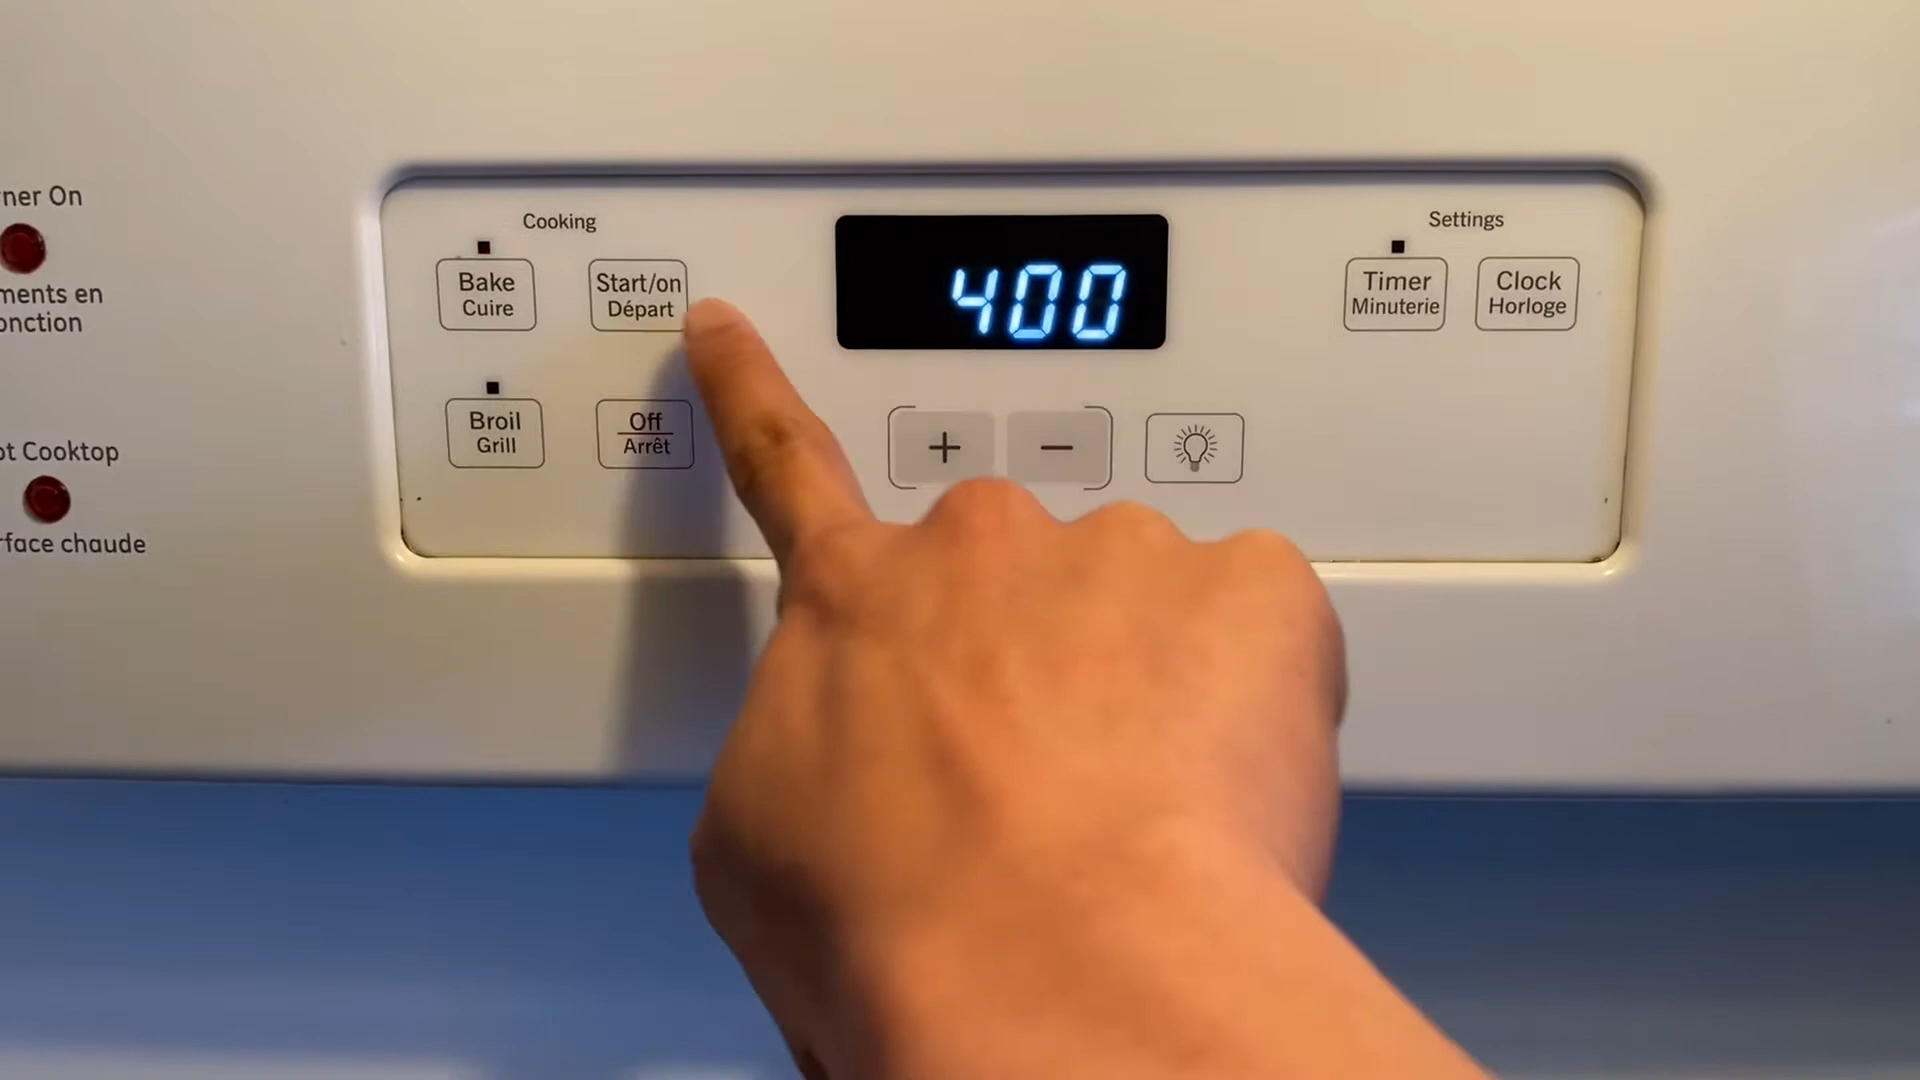 ner On
ments en
onction
ot Cooktop
rface chaude
Cooking
Bake
Cuire
Start/on
Départ
Broil
Grill
Off
Arrêt
400
+
−
Settings
Timer
Minuterie
Clock
Horloge